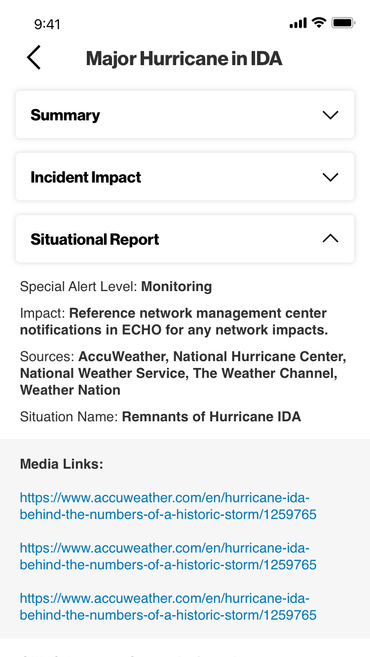 9:41
Major Hurricane in IDA
Summary
Incident Impact
Situational Report
Special Alert Level: Monitoring
Impact: Reference network management center
notifications in ECHO for any network impacts.
Sources: AccuWeather, National Hurricane Center,
National Weather Service, The Weather Channel,
Weather Nation
Situation Name: Remnants of Hurricane IDA
Media Links:
https://www.accuweather.com/en/hurricane-ida-
behind-the-numbers-of-a-historic-storm/1259765
https://www.accuweather.com/en/hurricane-ida-
behind-the-numbers-of-a-historic-storm/1259765
https://www.accuweather.com/en/hurricane-ida-
behind-the-numbers-of-a-historic-storm/1259765